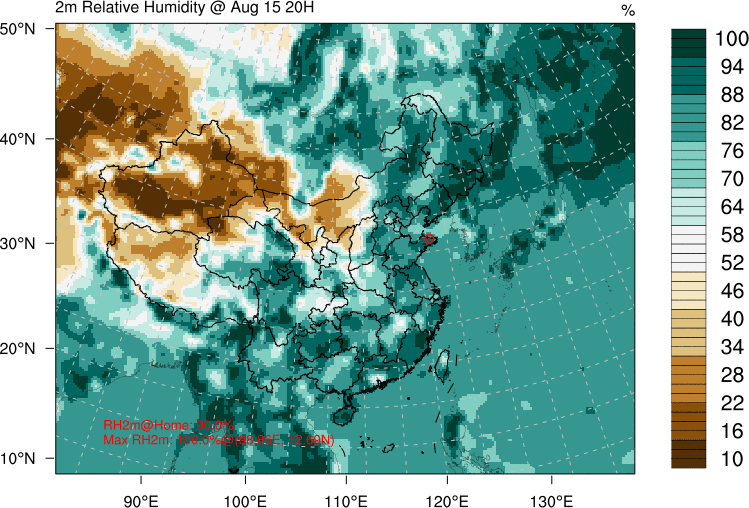 2m Relative Humidity @ Aug 15 20H
%
50°N
40°N
30°N
20°N
10°N
90°E
100°E
110°E
120°E
130°E
100
94
88
82
76
70
64
58
52
46
40
34
28
22
16
10
RH2m@Home:
Max RH2m: